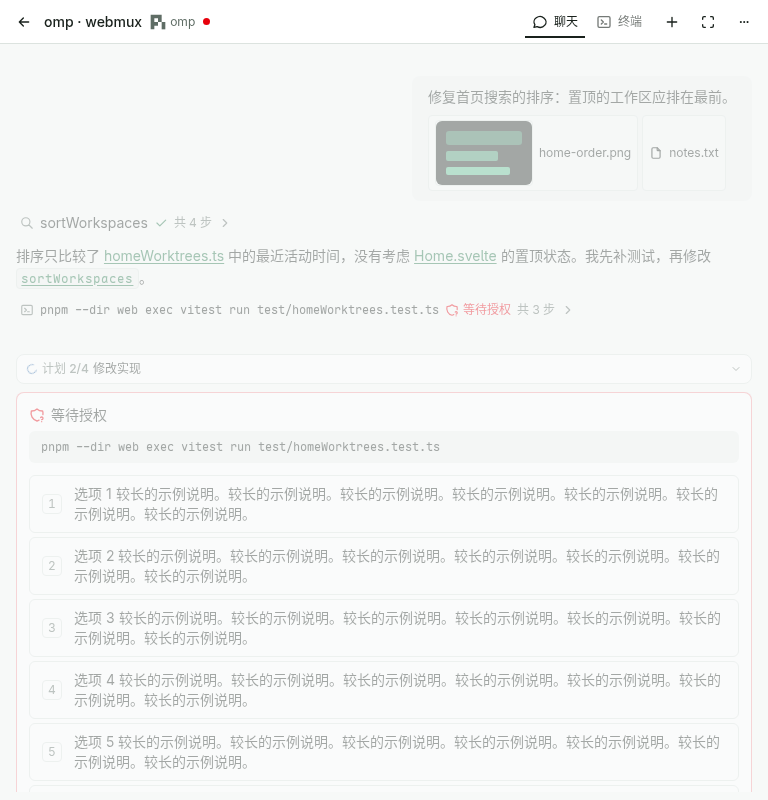 omp · webmux omp 聊天 终端
修复首页搜索的排序：置顶的工作区应排在最前。
home-order.png notes.txt
sortWorkspaces 共 4 步
排序只比较了 homeWorktrees.ts 中的最近活动时间，没有考虑 Home.svelte 的置顶状态。我先补测试，再修改
sortWorkspaces 。
pnpm --dir web exec vitest run test/homeWorktrees.test.ts 等待授权 共 3 步
计划 2/4 修改实现
等待授权
pnpm --dir web exec vitest run test/homeWorktrees.test.ts
1 选项 1 较长的示例说明。较长的示例说明。较长的示例说明。较长的示例说明。较长的示例说明。较长的
示例说明。较长的示例说明。
2 选项 2 较长的示例说明。较长的示例说明。较长的示例说明。较长的示例说明。较长的示例说明。较长的
示例说明。较长的示例说明。
3 选项 3 较长的示例说明。较长的示例说明。较长的示例说明。较长的示例说明。较长的示例说明。较长的
示例说明。较长的示例说明。
4 选项 4 较长的示例说明。较长的示例说明。较长的示例说明。较长的示例说明。较长的示例说明。较长的
示例说明。较长的示例说明。
5 选项 5 较长的示例说明。较长的示例说明。较长的示例说明。较长的示例说明。较长的示例说明。较长的
示例说明。较长的示例说明。